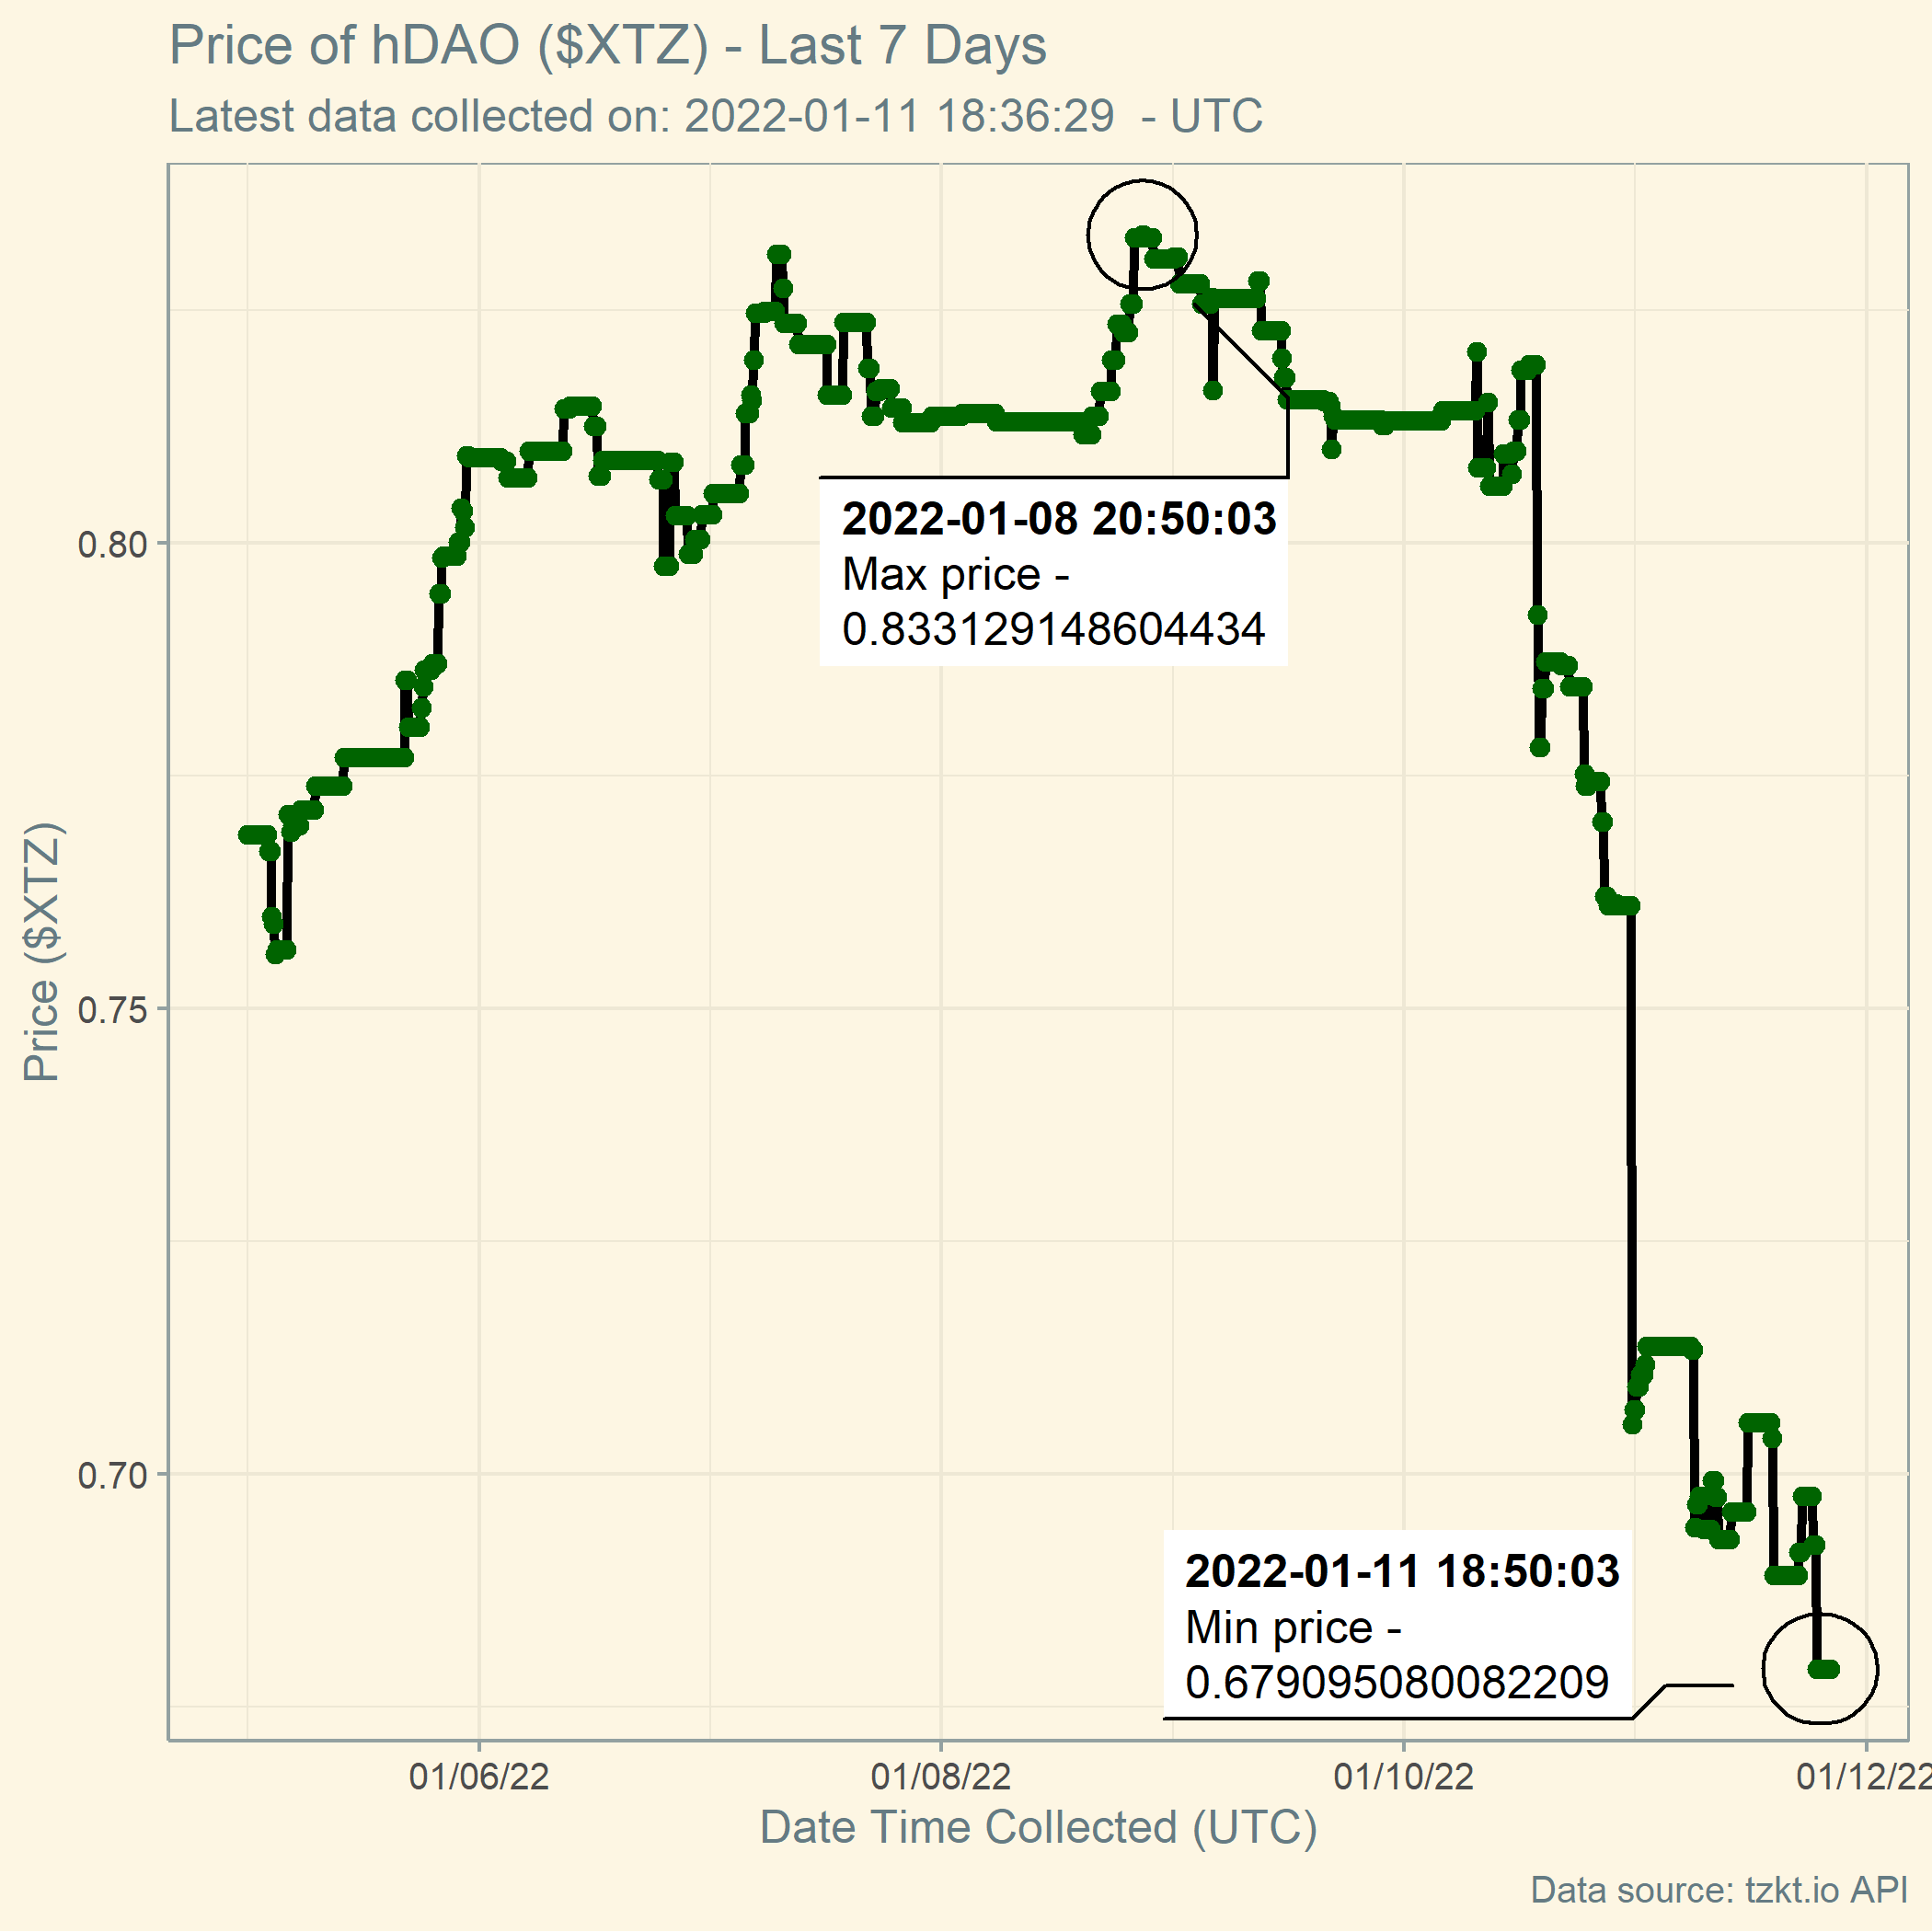 Price of hDAO ($XTZ) - Last 7 Days
Latest data collected on: 2022-01-11 18:36:29  - UTC
Price ($XTZ)
0.80
0.75
0.70
2022-01-08 20:50:03
Max price -
0.833129148604434
2022-01-11 18:50:03
Min price -
0.679095080082209
01/06/22
01/08/22
01/10/22
01/12/22
Date Time Collected (UTC)
Data source: tzkt.io API